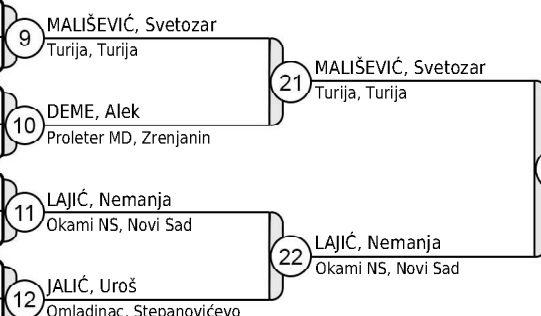 9
MALIŠEVIĆ, Svetozar
Turija, Turija
21
MALIŠEVIĆ, Svetozar
Turija, Turija
10
DEME, Alek
Proleter MD, Zrenjanin
11
LAJIĆ, Nemanja
Okami NS, Novi Sad
22
LAJIĆ, Nemanja
Okami NS, Novi Sad
12
JALIĆ, Uroš
Omladinac, Stepanovićevo